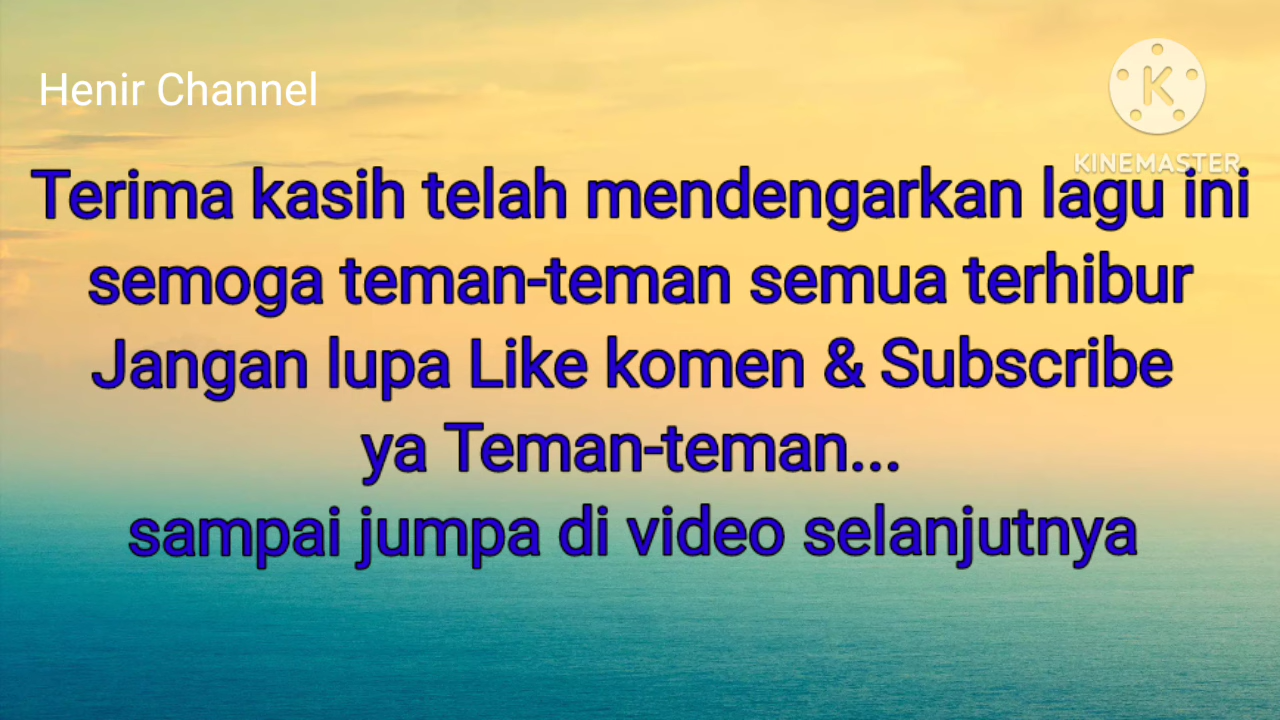 Henir Channel
K
KINEMASTER
Terima kasih telah mendengarkan lagu ini
semoga teman-teman semua terhibur
Jangan lupa Like komen & Subscribe
ya Teman-teman...
sampai jumpa di video selanjutnya